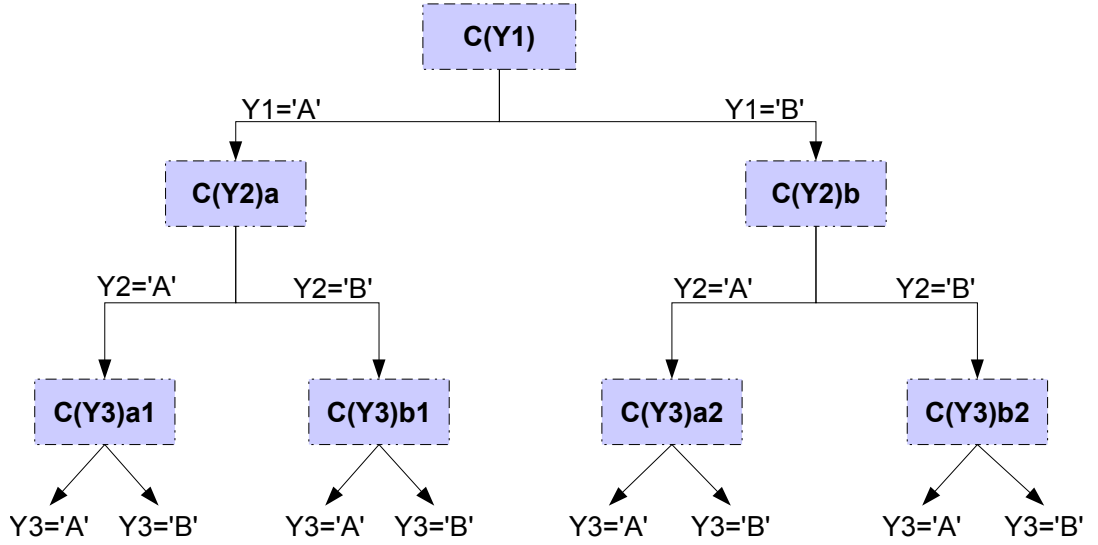 C(Y1)
Y1='A' Y1='B'
C(Y2)a C(Y2)b
Y2='A' Y2='B' Y2='A' Y2='B'
C(Y3)a1 C(Y3)b1 C(Y3)a2 C(Y3)b2
Y3='A' Y3='B' Y3='A' Y3='B' Y3='A' Y3='B' Y3='A' Y3='B'